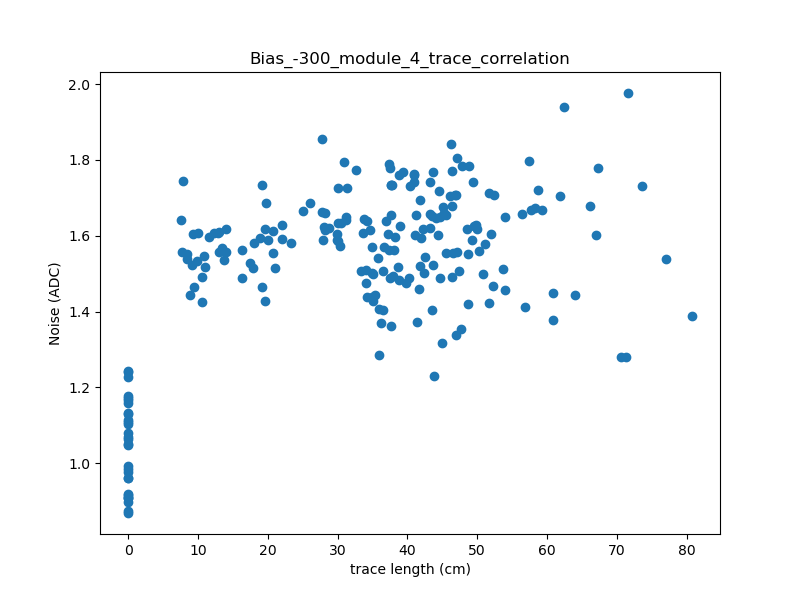 Bias_-300_module_4_trace_correlation
2.0
1.8
1.6
1.4
1.2
1.0
Noise (ADC)
0 10 20 30 40 50 60 70 80
trace length (cm)